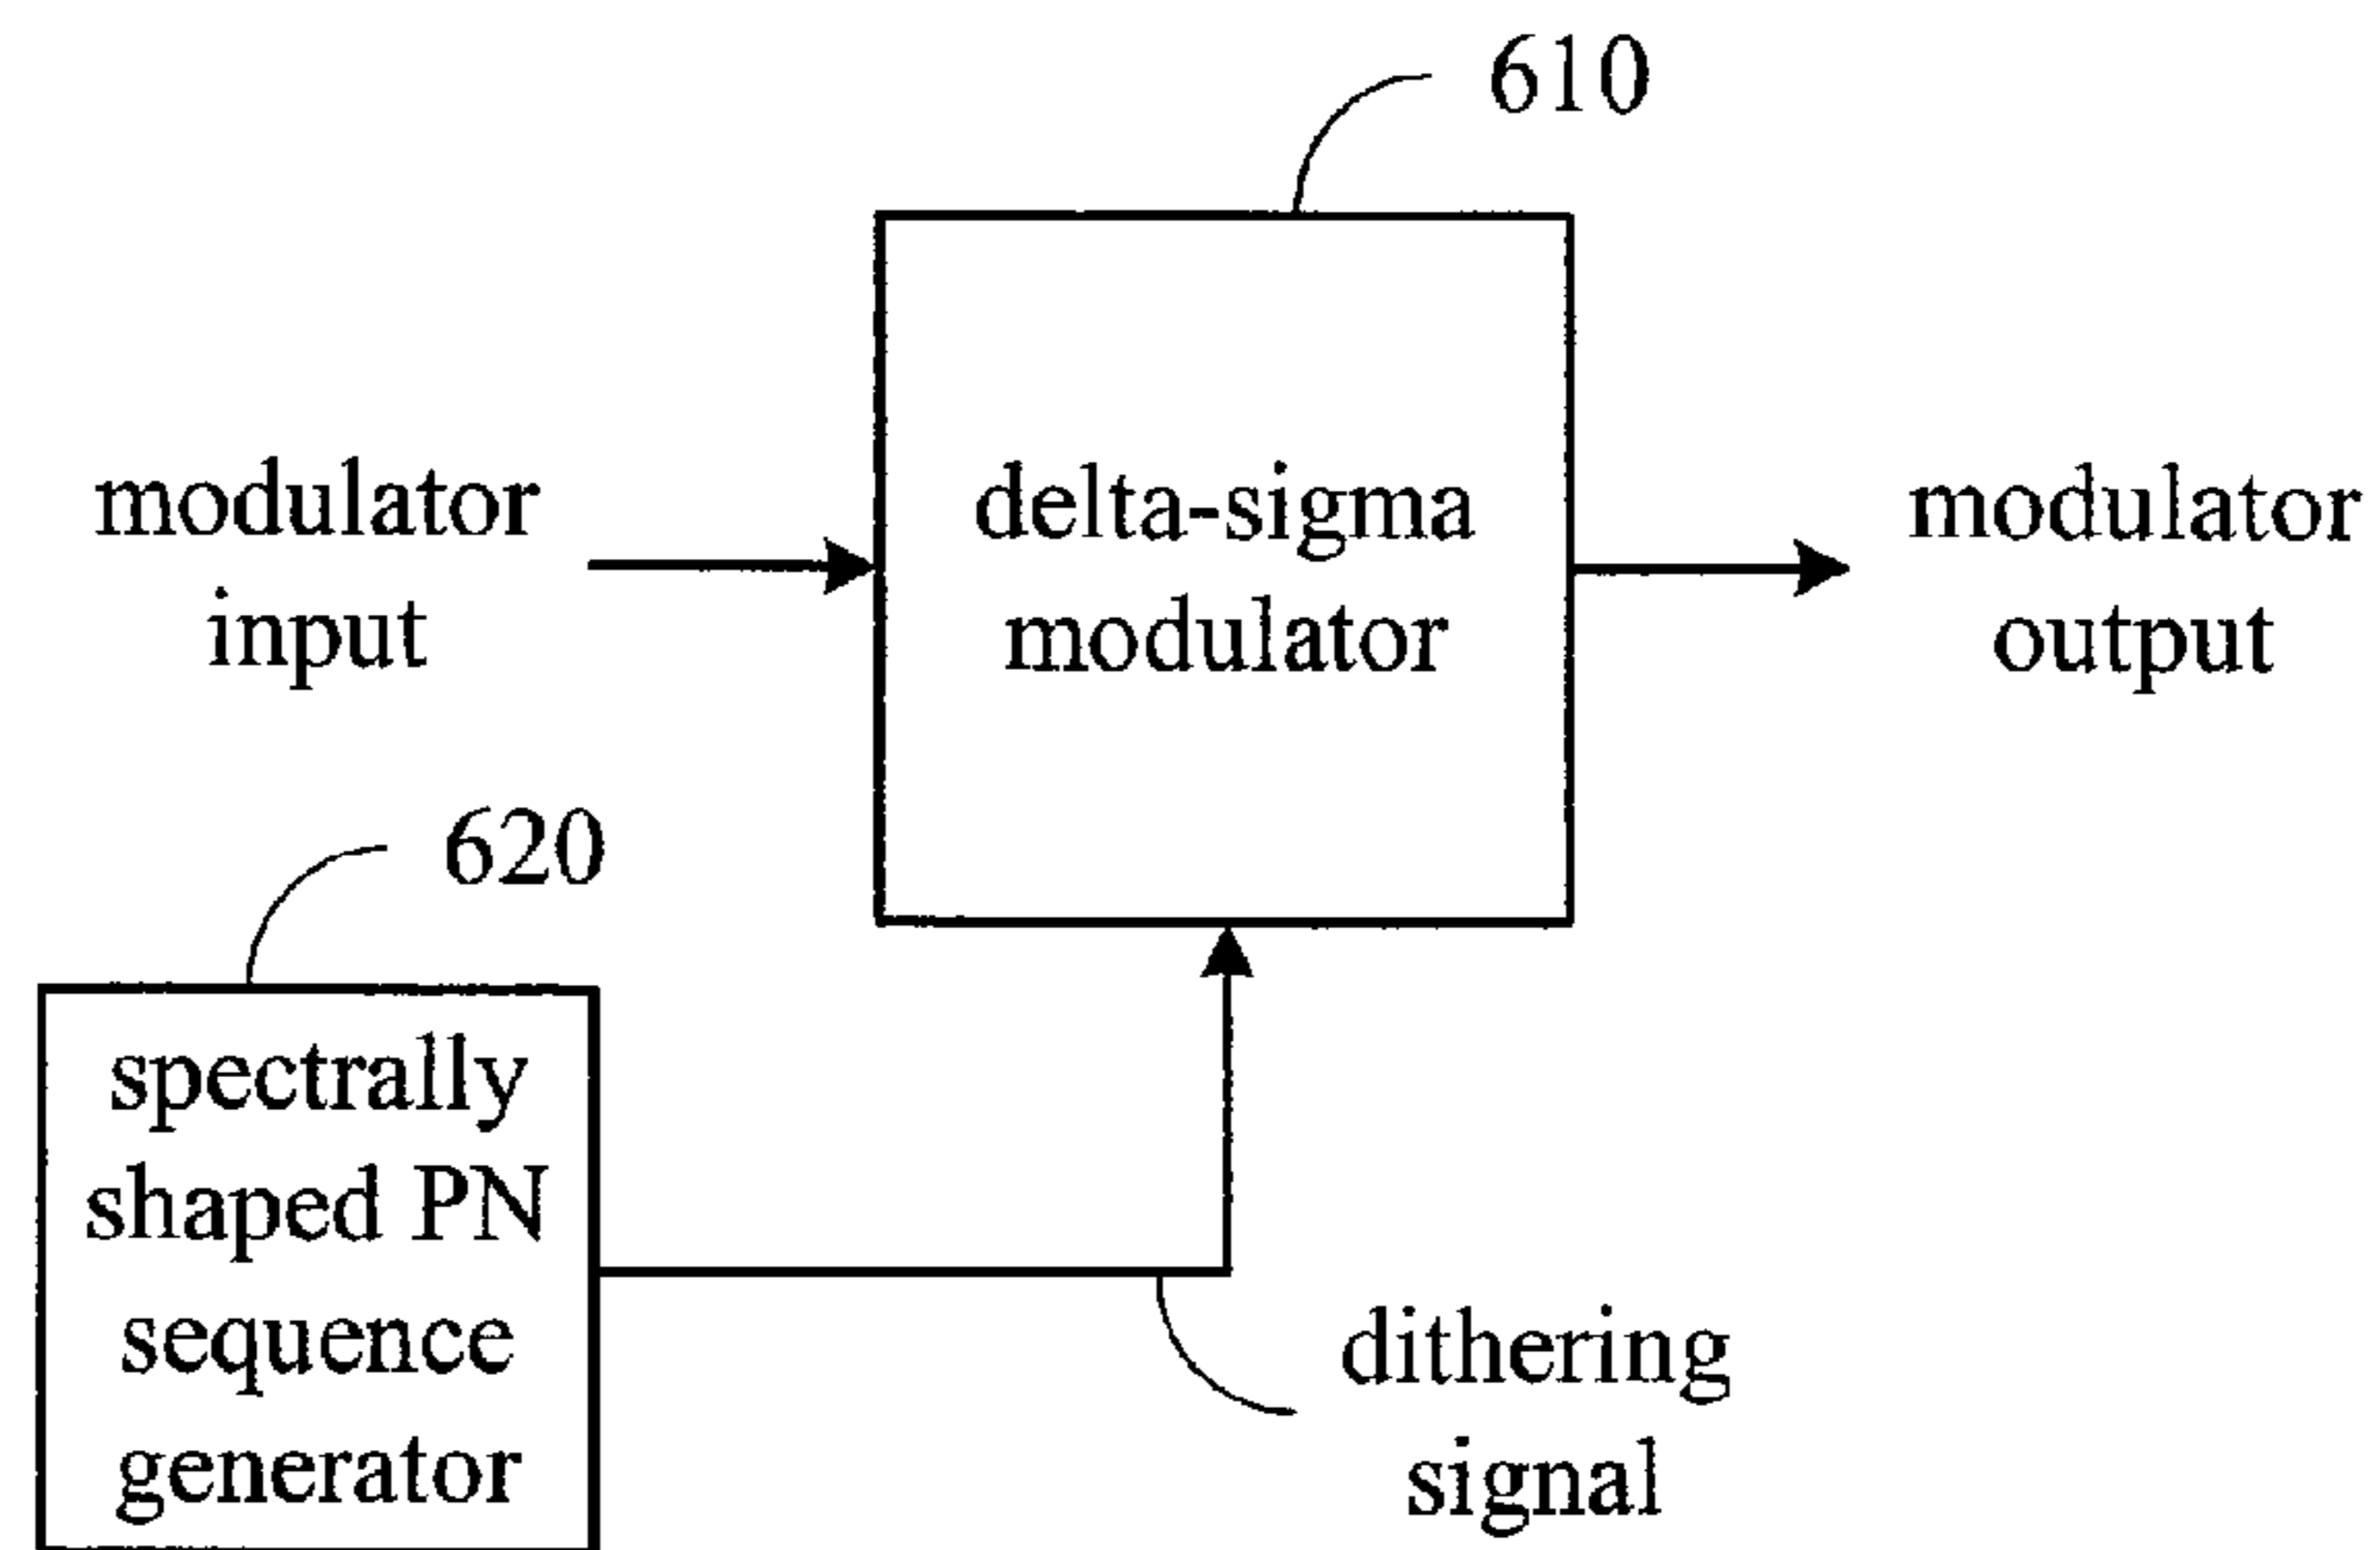 610
modulator
input
delta-sigma
modulator
modulator
output
620
spectrally
shaped PN
sequence
generator
dithering
signal